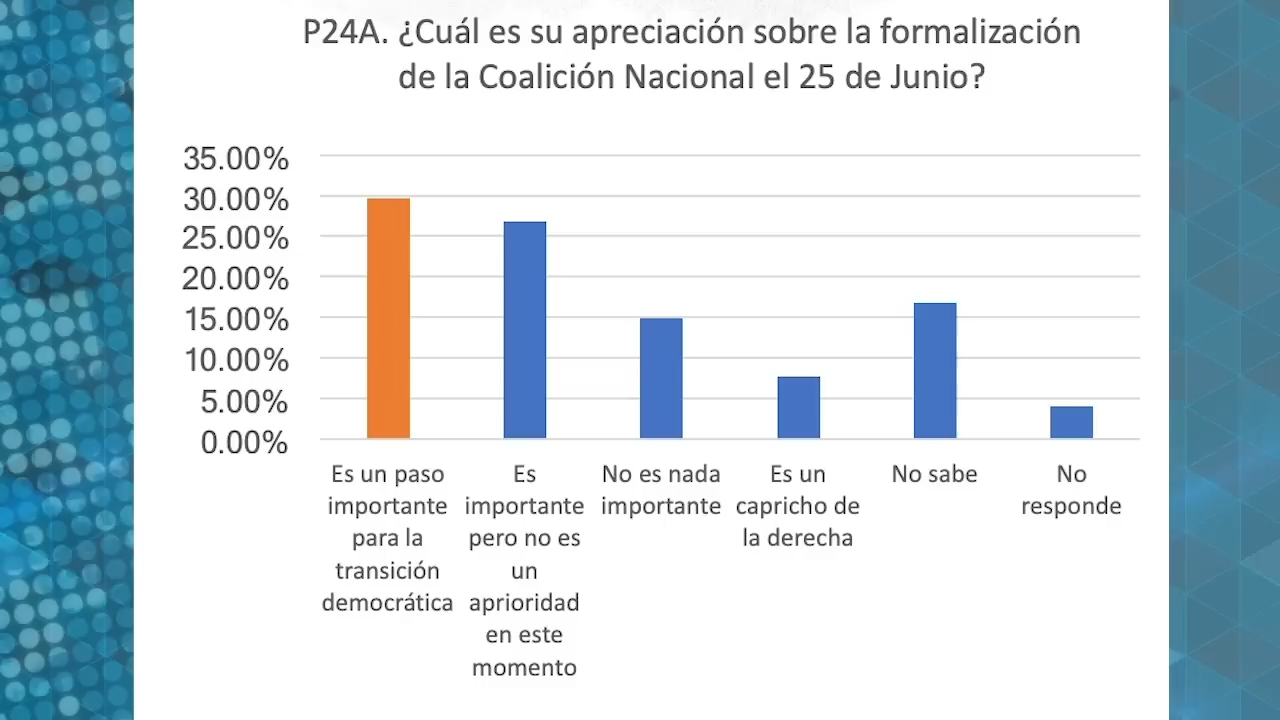 P24A. ¿Cuál es su apreciación sobre la formalización
de la Coalición Nacional el 25 de Junio?
35.00%
30.00%
25.00%
20.00%
15.00%
10.00%
5.00%
0.00%
Es un paso
importante
para la
transición
democrática
Es
importante
pero no es
un
aprioridad
en este
momento
No es nada
importante
Es un
capricho de
la derecha
No sabe
No
responde